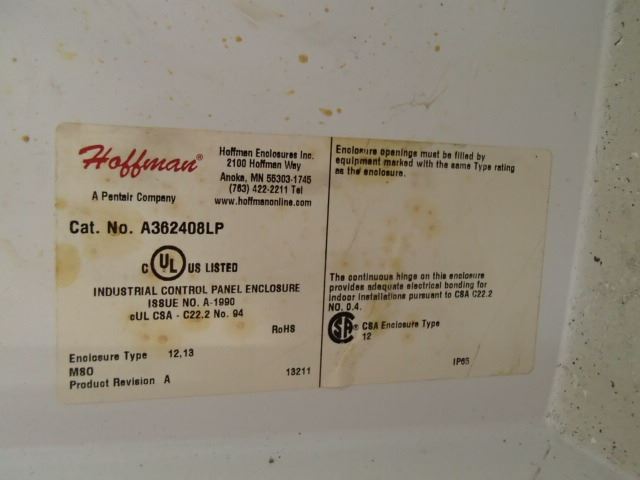 Hoffman®
A Pentair Company
Hoffman Enclosures Inc.
2100 Hoffman Way
Anoka, MN 55303-1745
(763) 422-2211 Tel
www.hoffmanonline.com
Cat. No. A362408LP
C UL US LISTED
INDUSTRIAL CONTROL PANEL ENCLOSURE
ISSUE NO. A-1990
cUL CSA - C22.2 No. 94
RoHS
Enclosure Type 12,13
M80
Product Revision A
13211
Enclosure openings must be filled by
equipment marked with the same Type rating
as the enclosure.
The continuous hinge on this enclosure
provides adequate electrical bonding for
indoor installations pursuant to CSA C22.2
NO. 0.4.
CSA® CSA Enclosure Type
12
IP65